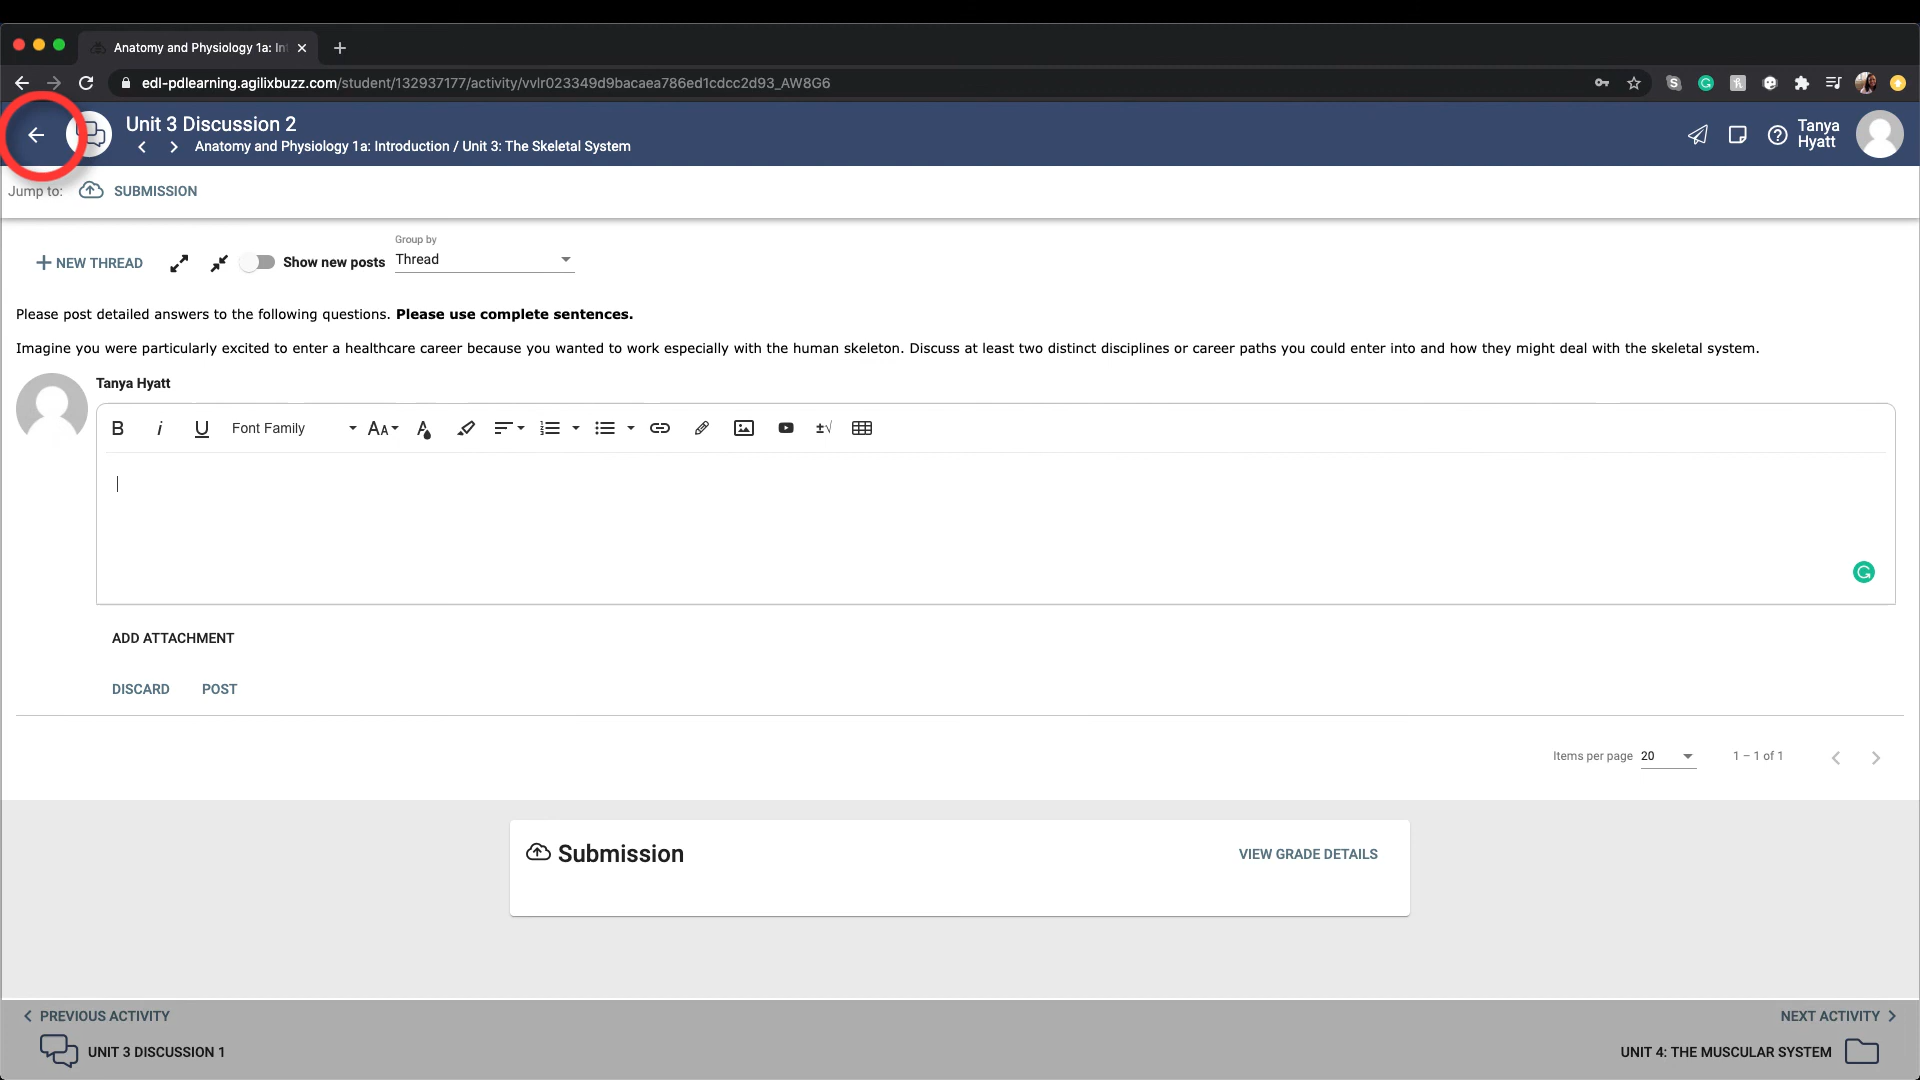 Anatomy and Physiology 1a: In
edl-pdlearning.agilixbuzz.com/student/132937177/activity/vvlr023349d9bacaea786ed1cdcc2d93_AW8G6
Unit 3 Discussion 2
Anatomy and Physiology 1a: Introduction / Unit 3: The Skeletal System
Tanya
Hyatt
Jump to: SUBMISSION
NEW THREAD
Show new posts
Group by
Thread
Please post detailed answers to the following questions. Please use complete sentences.
Imagine you were particularly excited to enter a healthcare career because you wanted to work especially with the human skeleton. Discuss at least two distinct disciplines or career paths you could enter into and how they might deal with the skeletal system.
Tanya Hyatt
B i U Font Family AA A
ADD ATTACHMENT
DISCARD POST
Items per page 20 1 – 1 of 1
Submission VIEW GRADE DETAILS
PREVIOUS ACTIVITY
UNIT 3 DISCUSSION 1
NEXT ACTIVITY
UNIT 4: THE MUSCULAR SYSTEM